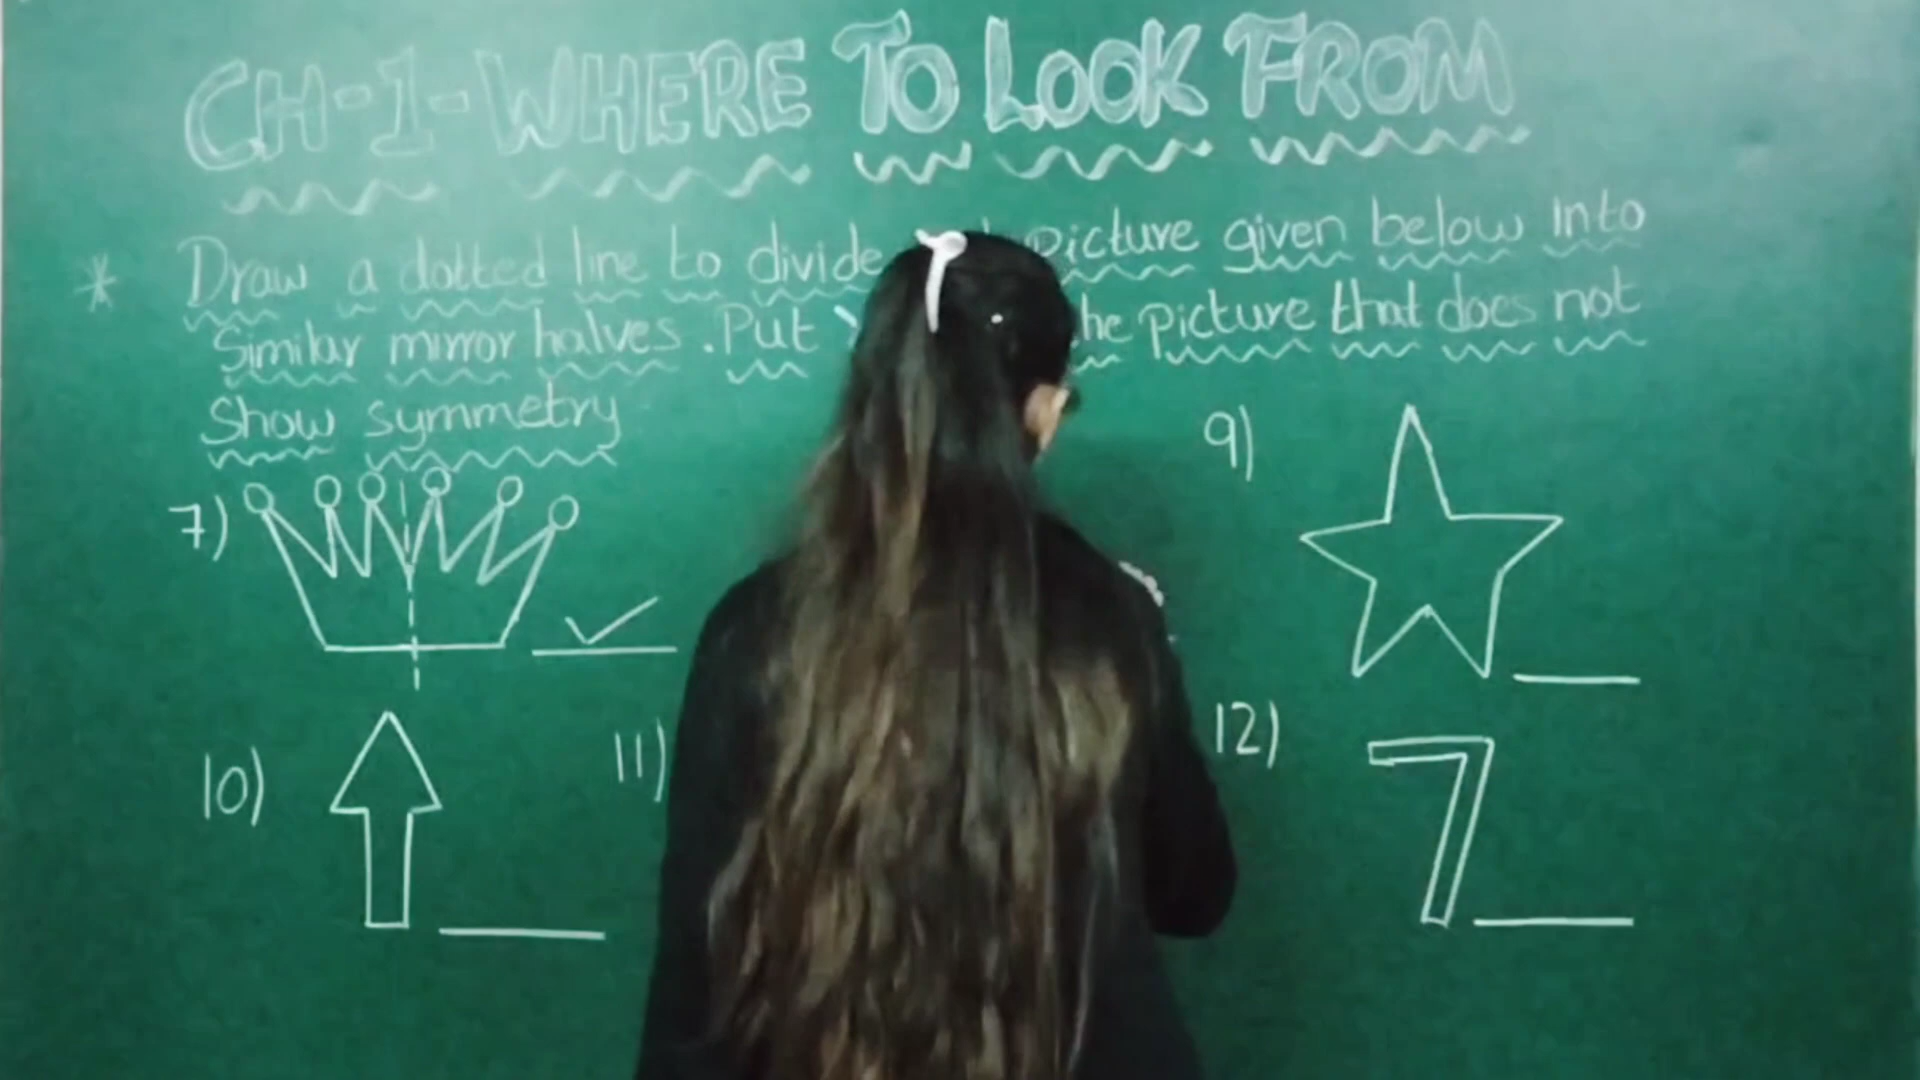 CH-1-WHERE TO LOOK FROM
* Draw a dotted line to divide picture given below into
Similar mirror halves. Put the picture that does not
Show symmetry
7)
9)
10)
11)
12)
7